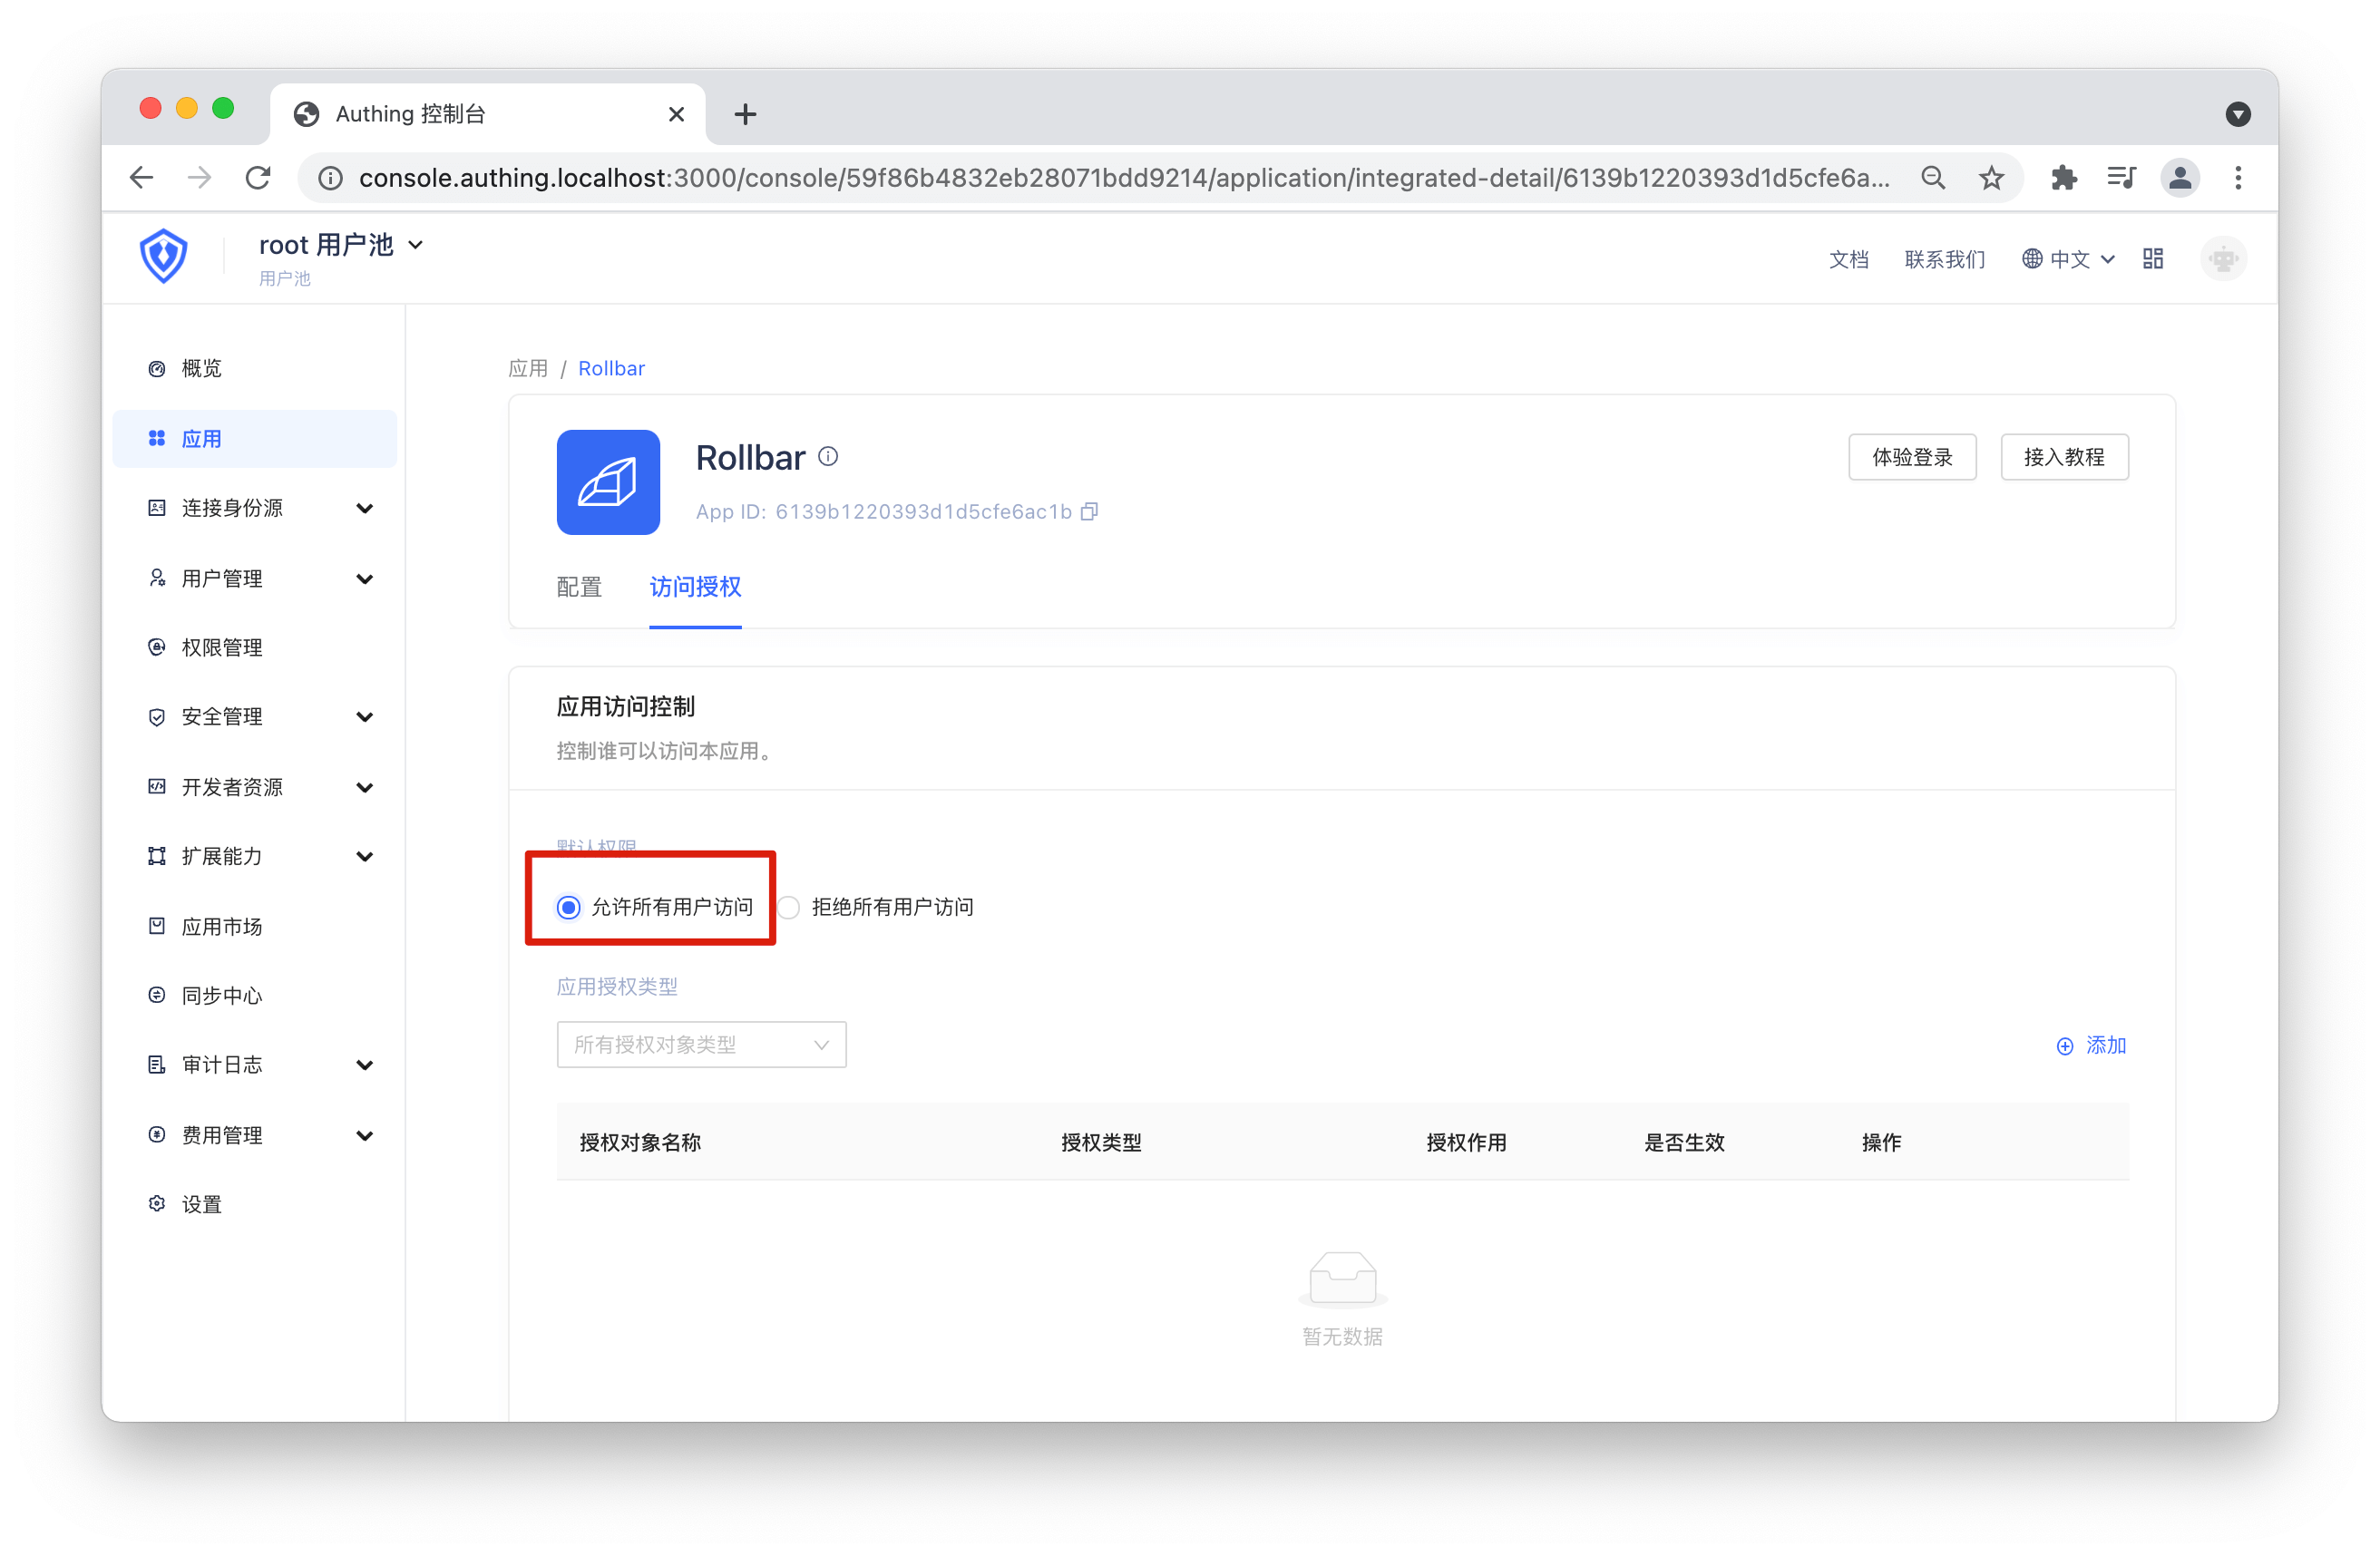 Authing 控制台
console.authing.localhost:3000/console/59f86b4832eb28071bdd9214/application/integrated-detail/6139b1220393d1d5cfe6a...
root 用户池
用户池
文档 联系我们 中文
概览
应用
连接身份源
用户管理
权限管理
安全管理
开发者资源
扩展能力
应用市场
同步中心
审计日志
费用管理
设置
应用 / Rollbar
Rollbar
体验登录 接入教程
App ID: 6139b1220393d1d5cfe6ac1b
配置 访问授权
应用访问控制
控制谁可以访问本应用。
默认权限
允许所有用户访问 拒绝所有用户访问
应用授权类型
所有授权对象类型
添加
授权对象名称 授权类型 授权作用 是否生效 操作
暂无数据